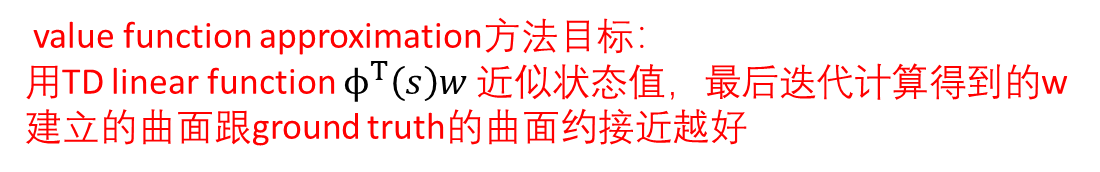 value function approximation方法目标：
用TD linear function ϕᵀ(s)w 近似状态值，最后迭代计算得到的w
建立的曲面跟ground truth的曲面约接近越好